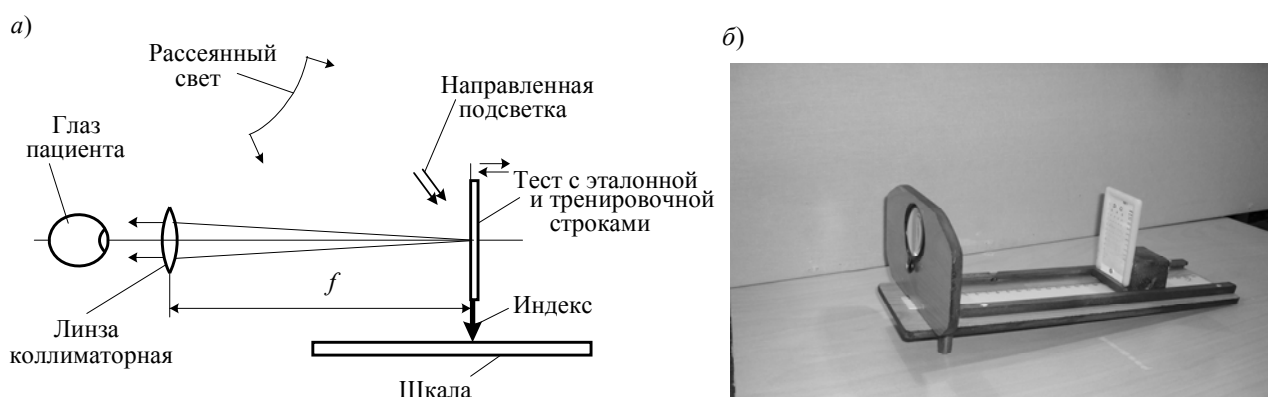 а)
Рассеянный
свет
Направленная
подсветка
Глаз
пациента
Тест с эталонной
и тренировочной
строками
f
Индекс
Линза
коллиматорная
Шкала
б)